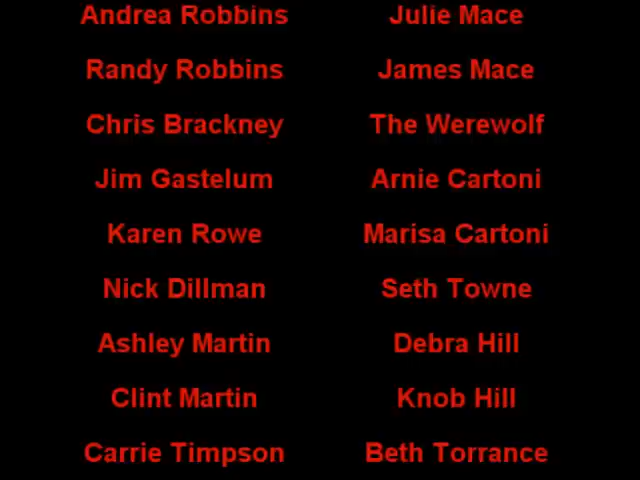 Andrea Robbins Julie Mace
Randy Robbins James Mace
Chris Brackney The Werewolf
Jim Gastelum Arnie Cartoni
Karen Rowe Marisa Cartoni
Nick Dillman Seth Towne
Ashley Martin Debra Hill
Clint Martin Knob Hill
Carrie Timpson Beth Torrance